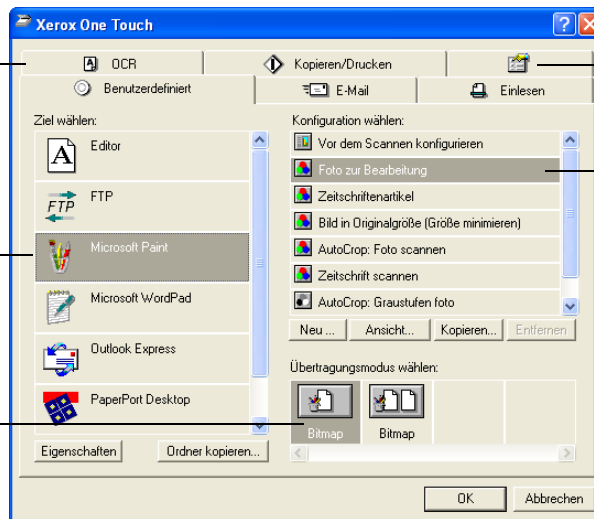 Xerox One Touch
OCR
Kopieren/Drucken
Benutzerdefiniert
E-Mail
Einlesen
Ziel wählen:
Editor
FTP
FTP
Microsoft Paint
Microsoft WordPad
Outlook Express
PaperPort Desktop
Eigenschaften
Ordner kopieren...
Konfiguration wählen:
Vor dem Scannen konfigurieren
Foto zur Bearbeitung
Zeitschriftenartikel
Bild in Originalgröße (Größe minimieren)
AutoCrop: Foto scannen
Zeitschrift scannen
AutoCrop: Graustufen foto
Neu ...
Ansicht...
Kopieren...
Entfernen
Übertragungsmodus wählen:
Bitmap
Bitmap
OK
Abbrechen